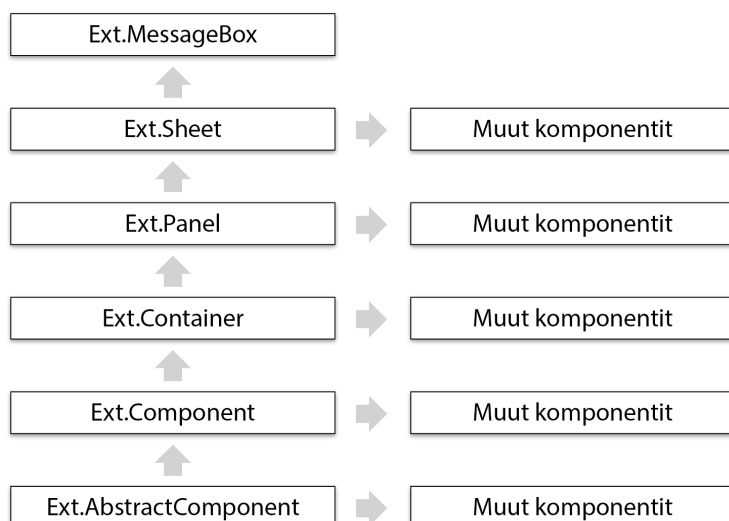 Ext.MessageBox
Ext.Sheet
Muut komponentit
Ext.Panel
Muut komponentit
Ext.Container
Muut komponentit
Ext.Component
Muut komponentit
Ext.AbstractComponent
Muut komponentit